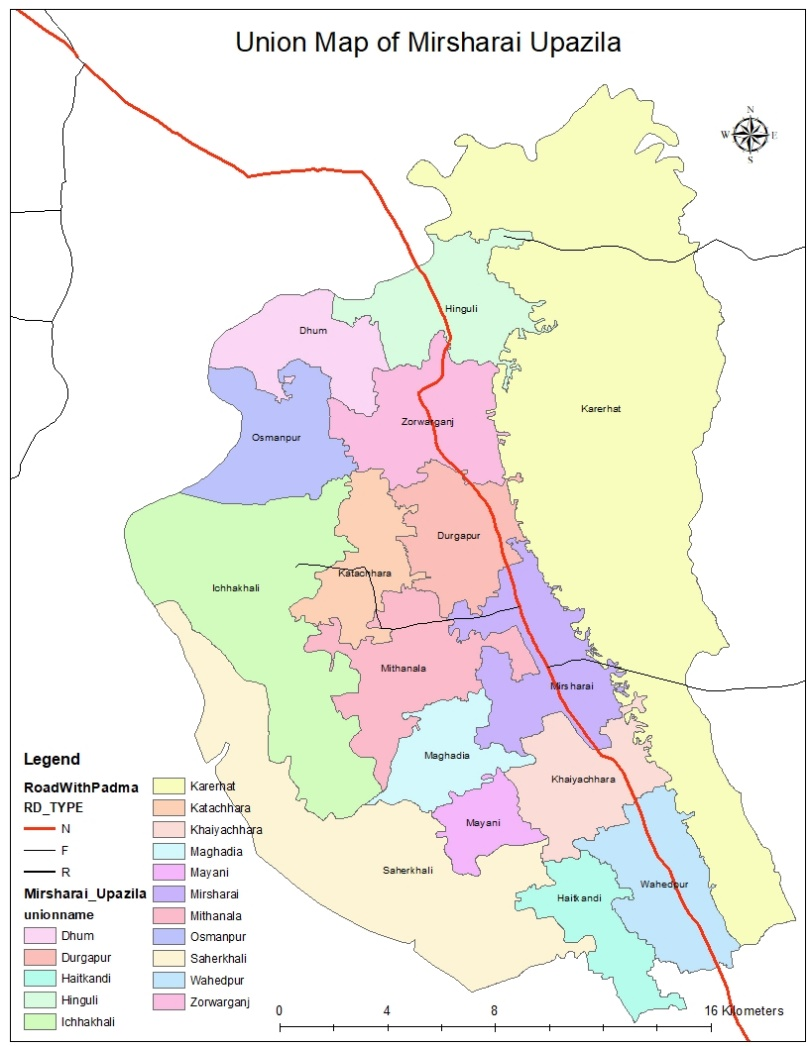 Union Map of Mirsharai Upazila
N
W E
S
Hinguli
Dhum
Karerhat
Zorwarganj
Osmanpur
Durgapur
Katachhara
Ichhakhali
Mithanala
Mirsharai
Maghadia
Khaiyachhara
Mayani
Saherkhali
Wahedpur
Haitkandi
Legend
RoadWithPadma
RD_TYPE
N
F
R
Mirsharai_Upazila
unionname
Dhum
Durgapur
Haitkandi
Hinguli
Ichhakhali
Karerhat
Katachhara
Khaiyachhara
Maghadia
Mayani
Mirsharai
Mithanala
Osmanpur
Saherkhali
Wahedpur
Zorwarganj
0 4 8 16 Kilometers